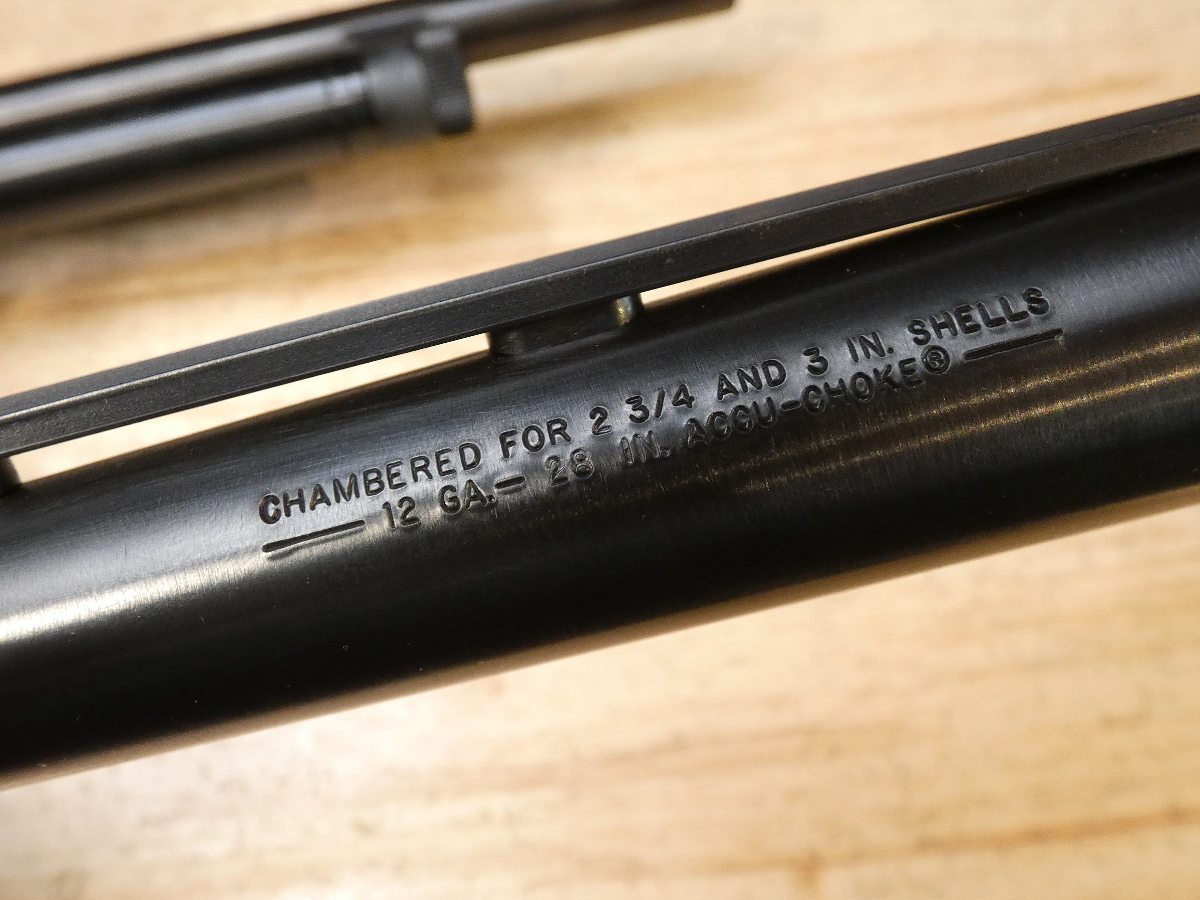 CHAMBERED FOR 2 3/4 AND 3 IN. SHELLS
— 12 GA. — 28 IN. ACCU-CHOKE® —